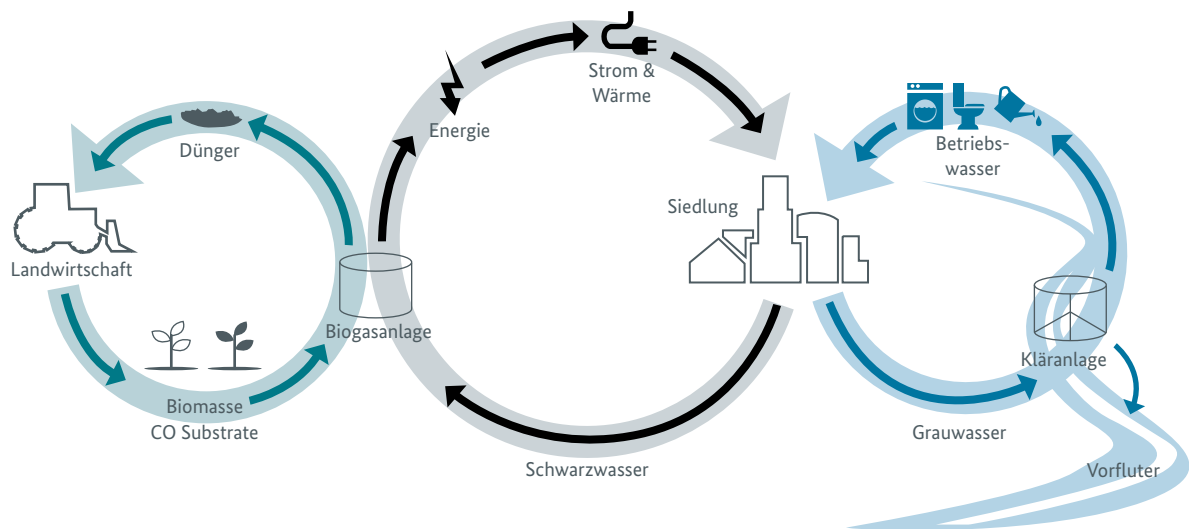 Strom &
Wärme
Energie
Dünger
Betriebs-
wasser
Siedlung
Landwirtschaft
Biogasanlage
Kläranlage
Biomasse
CO Substrate
Grauwasser
Schwarzwasser
Vorfluter